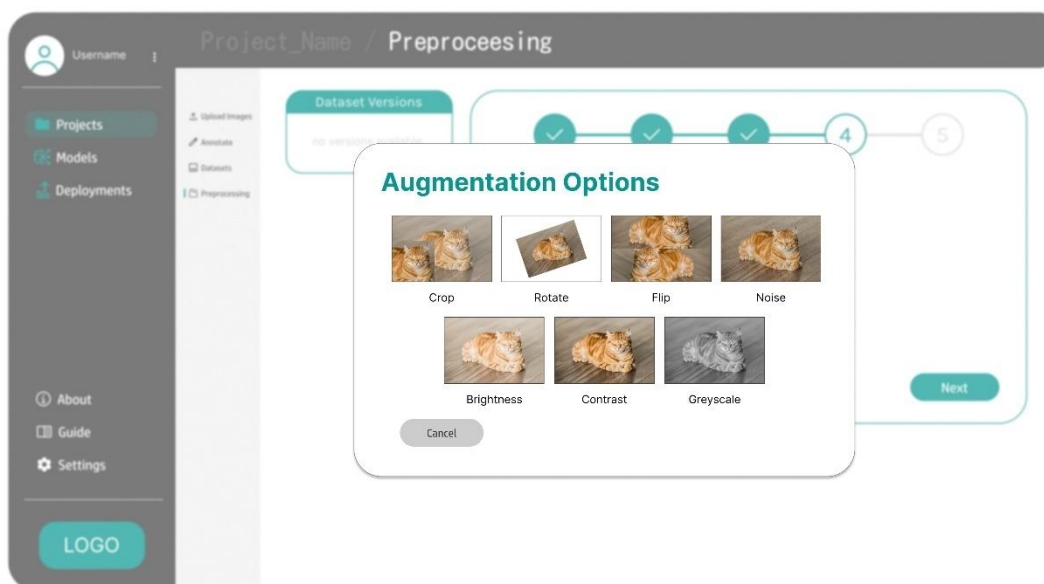 Username
Project_Name / Preproceesing
Projects
Models
Deployments
About
Guide
Settings
LOGO
Upload Images
Annotate
Datasets
Preprocessing
Dataset Versions
no versions available
4
5
Augmentation Options
Crop
Rotate
Flip
Noise
Brightness
Contrast
Greyscale
Cancel
Next